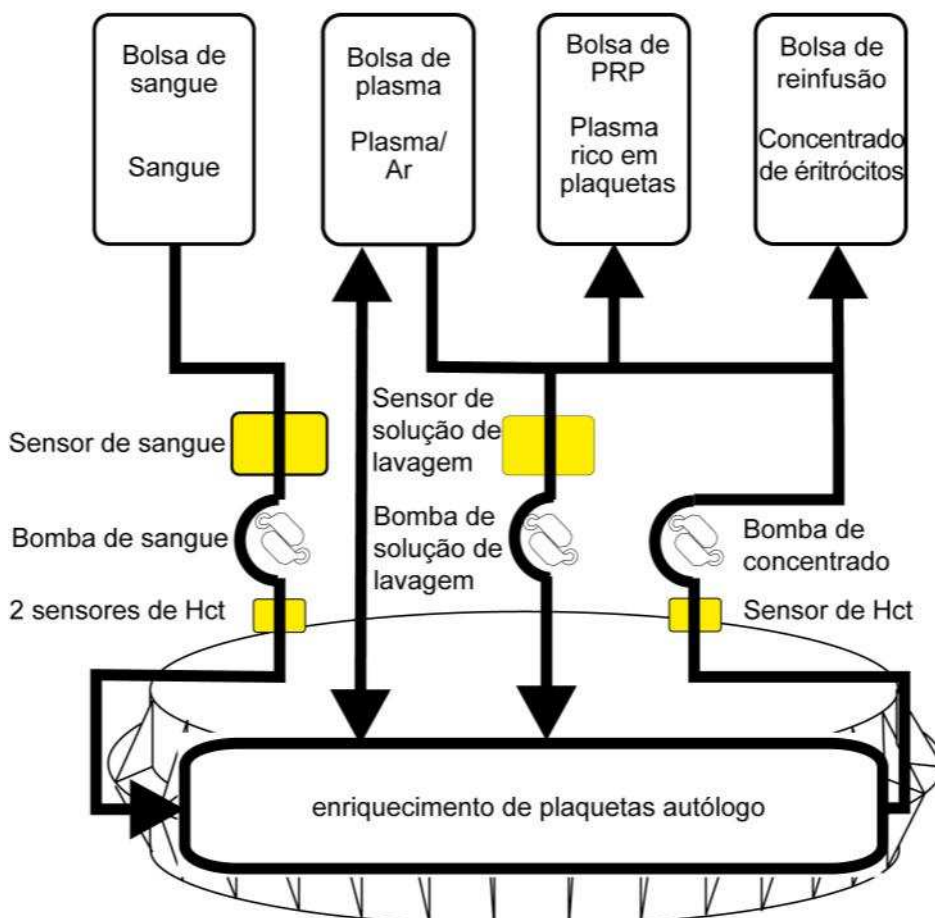 Bolsa de
sangue
Sangue
Bolsa de
plasma
Plasma/
Ar
Bolsa de
PRP
Plasma
rico em
plaquetas
Bolsa de
reinfusão
Concentrado
de éritrócitos
Sensor de sangue
Sensor de
solução de
lavagem
Bomba de sangue
Bomba de
solução de
lavagem
Bomba de
concentrado
2 sensores de Hct
Sensor de Hct
enriquecimento de plaquetas autólogo